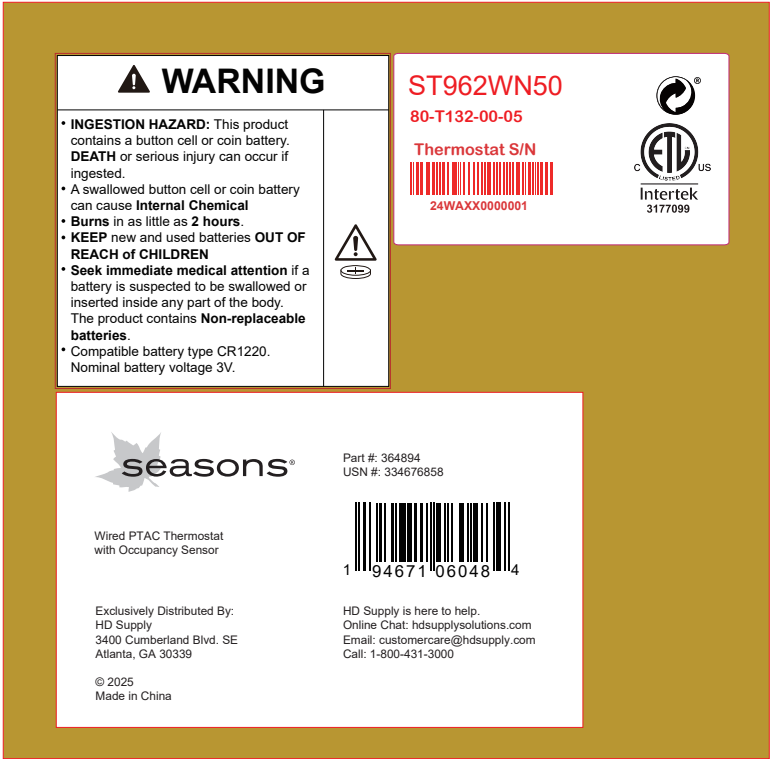 WARNING
• INGESTION HAZARD: This product
contains a button cell or coin battery.
DEATH or serious injury can occur if
ingested.
• A swallowed button cell or coin battery
can cause Internal Chemical
• Burns in as little as 2 hours.
• KEEP new and used batteries OUT OF
REACH of CHILDREN
• Seek immediate medical attention if a
battery is suspected to be swallowed or
inserted inside any part of the body.
The product contains Non-replaceable
batteries.
• Compatible battery type CR1220.
Nominal battery voltage 3V.
ST962WN50
80-T132-00-05
Thermostat S/N
24WAXX0000001
®
ETL
C US
LISTED
Intertek
3177099
seasons®
Part #: 364894
USN #: 334676858
Wired PTAC Thermostat
with Occupancy Sensor
1 94671 06048 4
Exclusively Distributed By:
HD Supply
3400 Cumberland Blvd. SE
Atlanta, GA 30339
© 2025
Made in China
HD Supply is here to help.
Online Chat: hdsupplysolutions.com
Email: customercare@hdsupply.com
Call: 1-800-431-3000